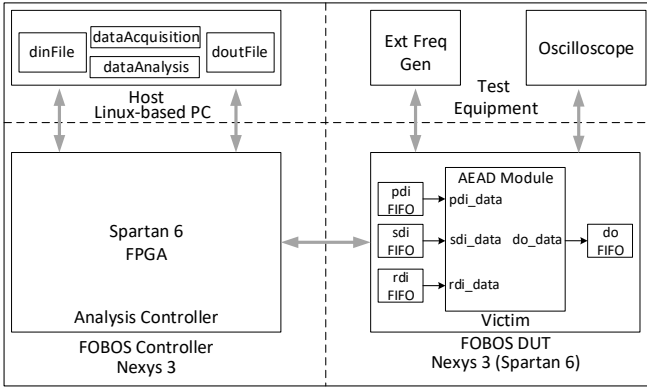 dinFile
dataAcquisition
dataAnalysis
doutFile
Host
Linux-based PC
Ext Freq
Gen
Oscilloscope
Test
Equipment
Spartan 6
FPGA
Analysis Controller
FOBOS Controller
Nexys 3
AEAD Module
pdi
FIFO
pdi_data
sdi
FIFO
sdi_data
do_data
do
FIFO
rdi
FIFO
rdi_data
Victim
FOBOS DUT
Nexys 3 (Spartan 6)